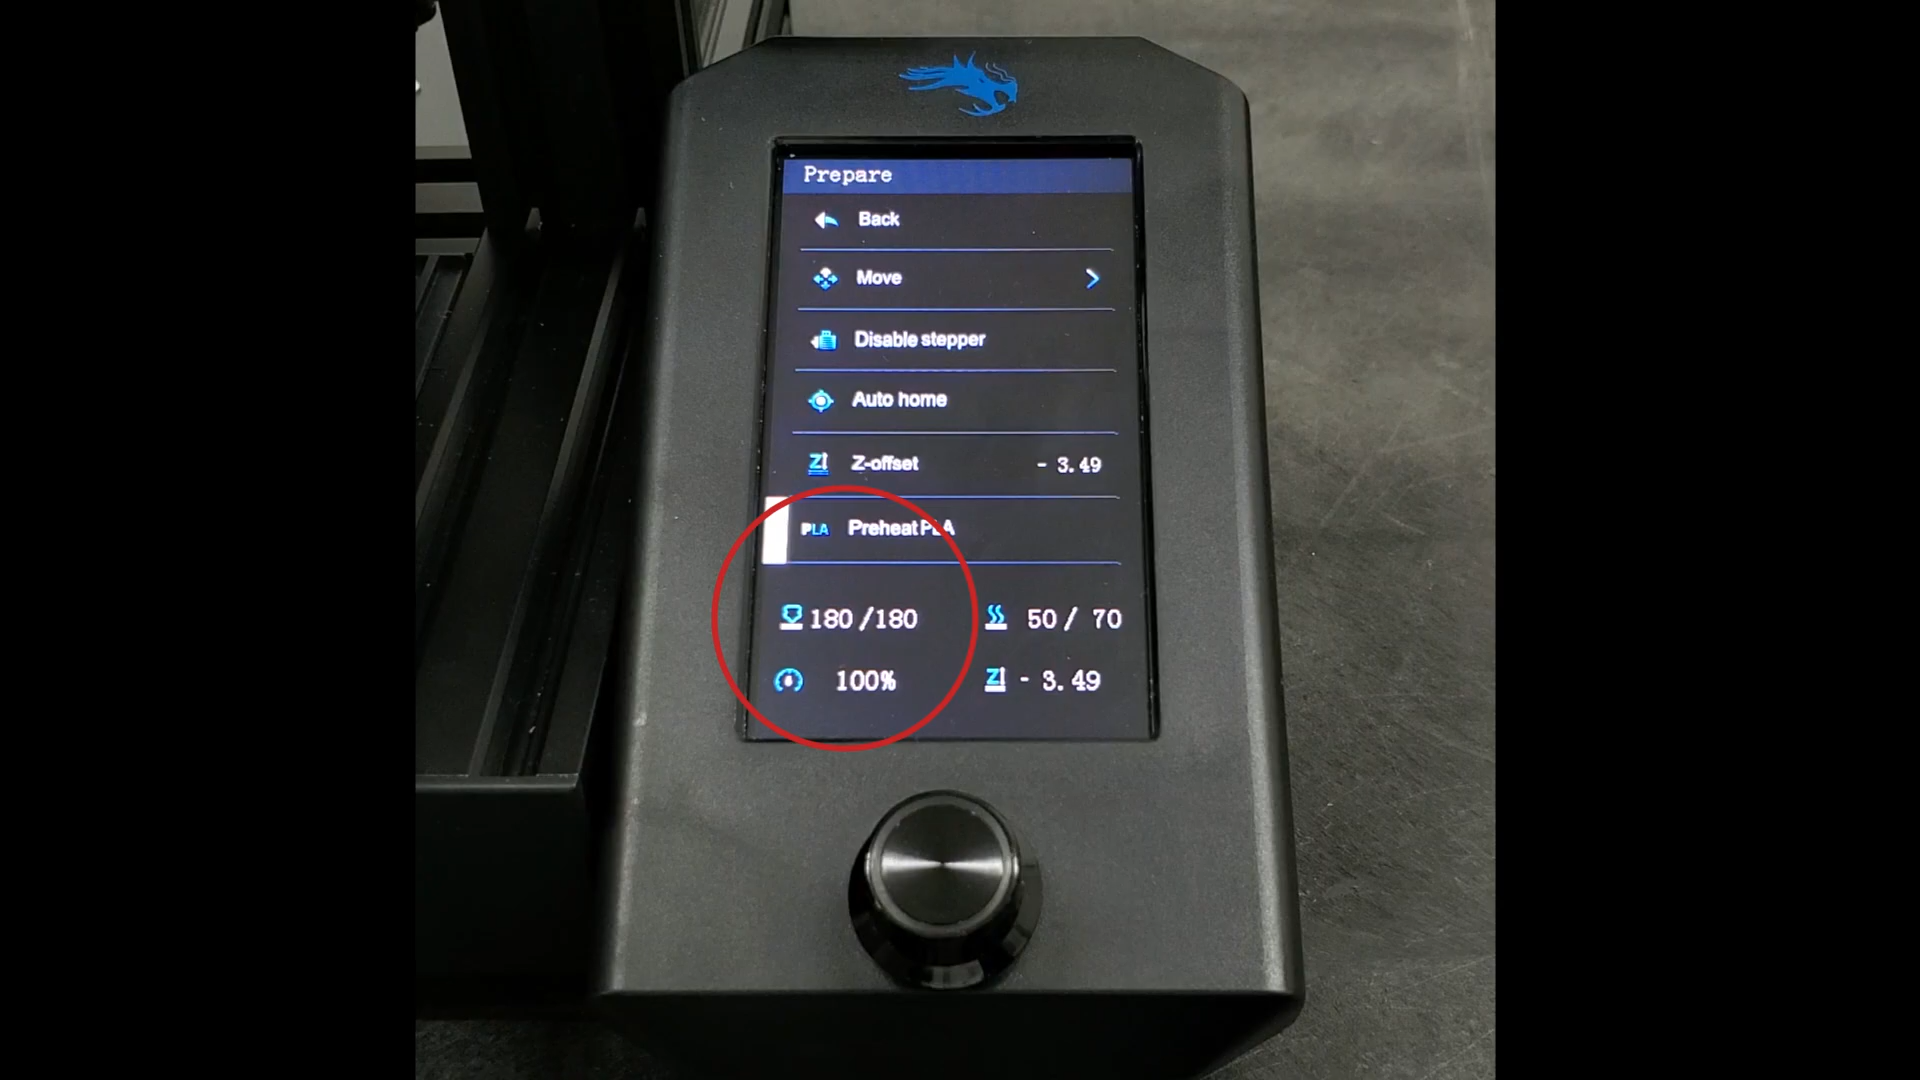 Prepare
Back
Move
Disable stepper
Auto home
Z-offset - 3.49
PLA Preheat PLA
180 /180 50 / 70
100% Z - 3.49